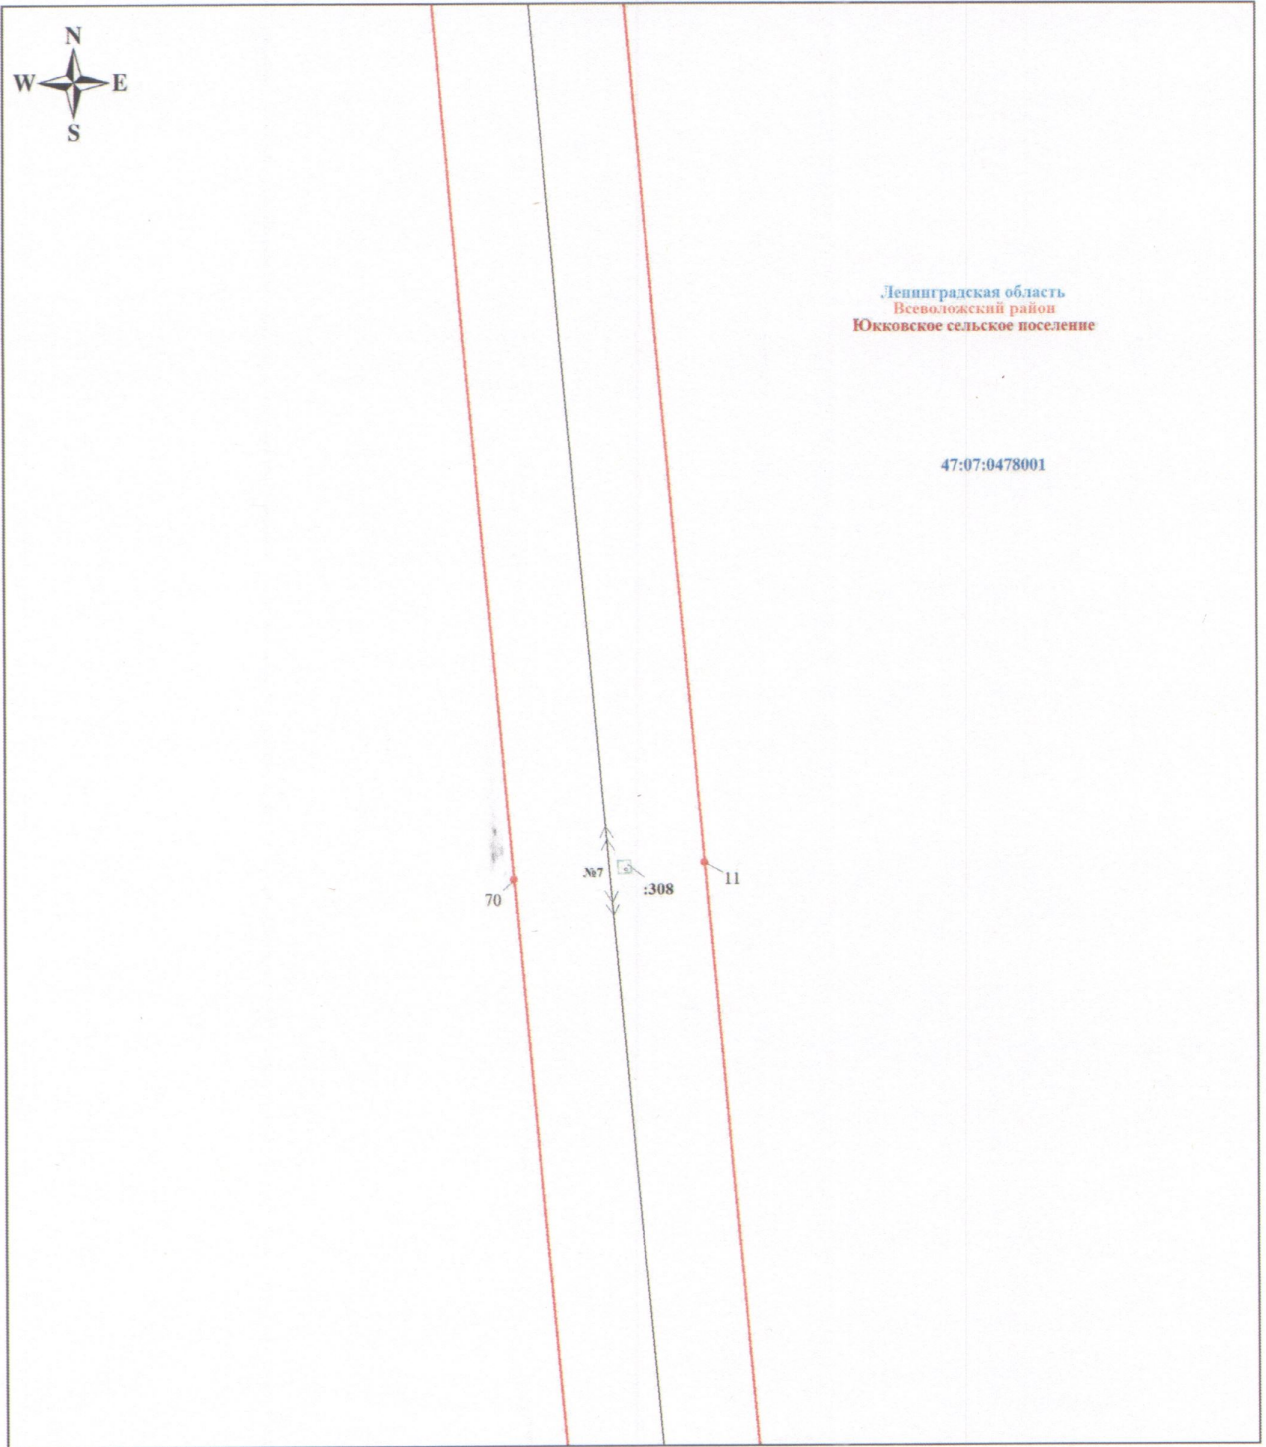 N
W E
S
Ленинградская область
Всеволожский район
Юкковское сельское поселение
47:07:0478001
№7
:308
11
70